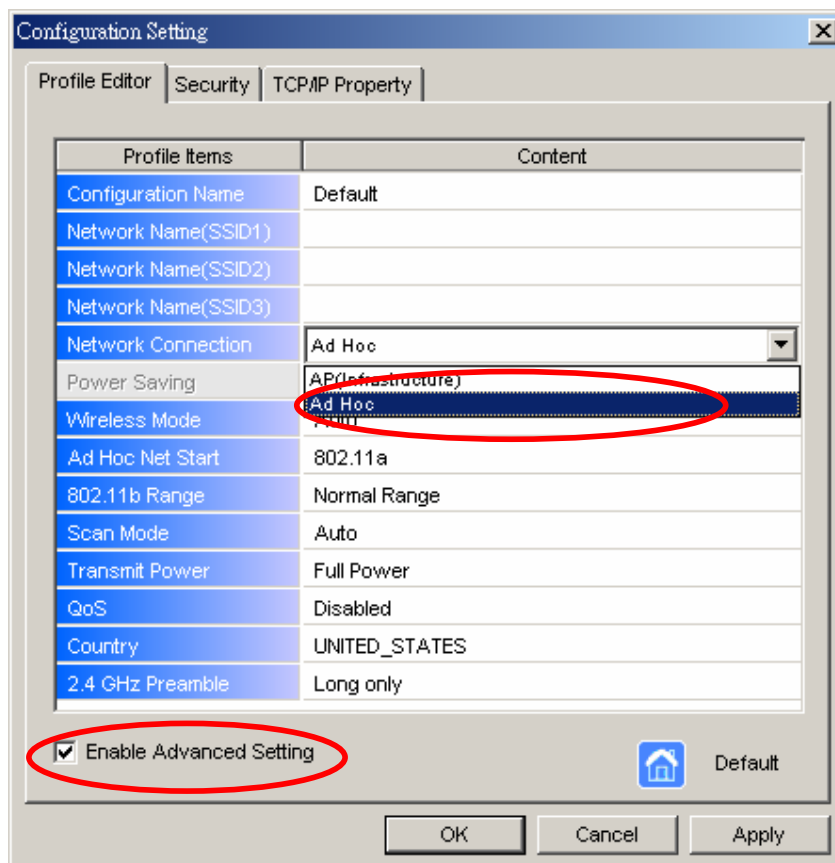 Configuration Setting
Profile Editor Security TCP/IP Property
Profile Items Content
Configuration Name Default
Network Name(SSID1)
Network Name(SSID2)
Network Name(SSID3)
Network Connection Ad Hoc
AP(Infrastructure)
Power Saving
Ad Hoc
Wireless Mode Auto
Ad Hoc Net Start 802.11a
802.11b Range Normal Range
Scan Mode Auto
Transmit Power Full Power
QoS Disabled
Country UNITED_STATES
2.4 GHz Preamble Long only
Enable Advanced Setting Default
OK Cancel Apply